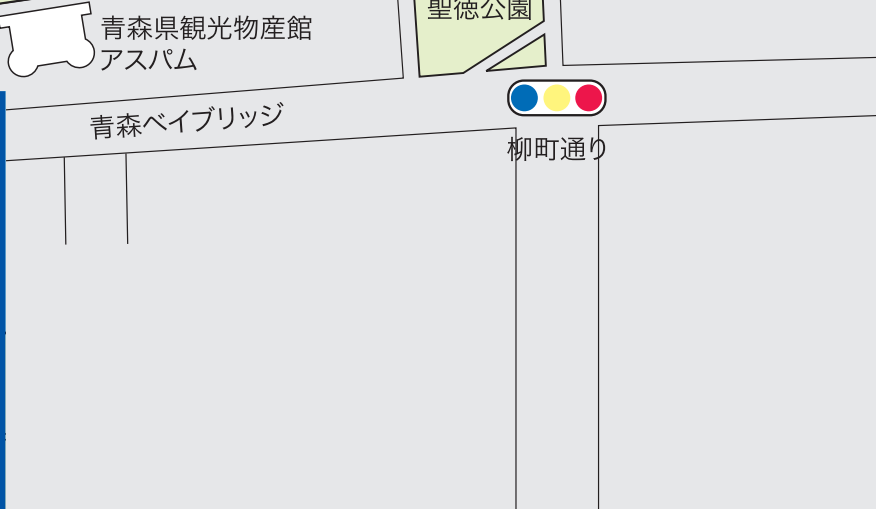 聖徳公園
青森県観光物産館
アスパム
青森ベイブリッジ
柳町通り